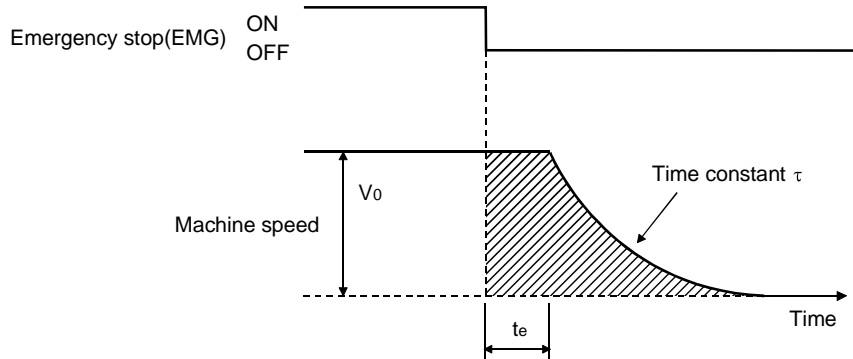 ON
Emergency stop(EMG)
OFF
Time constant τ
V0
Machine speed
Time
te